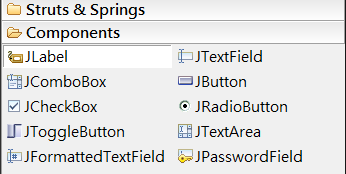 Struts & Springs
Components
JLabel JTextField
JComboBox JButton
JCheckBox JRadioButton
JToggleButton JTextArea
JFormattedTextField JPasswordField